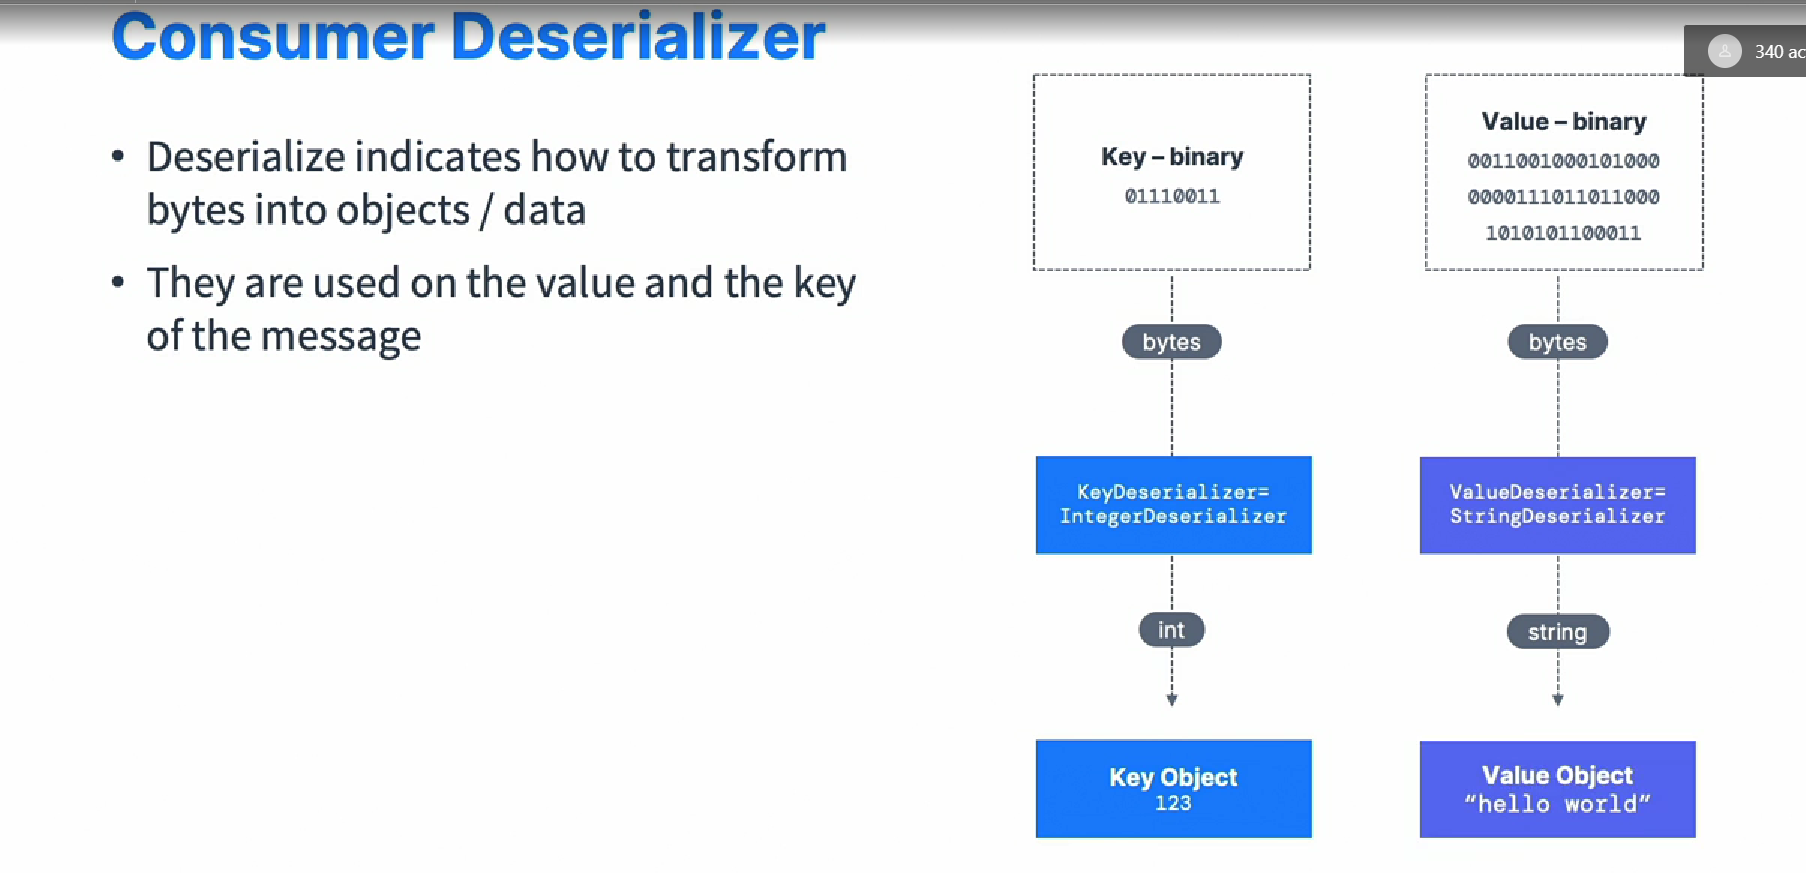 Consumer Deserializer
340 ac
• Deserialize indicates how to transform
bytes into objects / data
• They are used on the value and the key
of the message
Key – binary
01110011
bytes
KeyDeserializer=
IntegerDeserializer
int
Key Object
123
Value – binary
0011001000101000
0000111011011000
1010101100011
bytes
ValueDeserializer=
StringDeserializer
string
Value Object
“hello world”